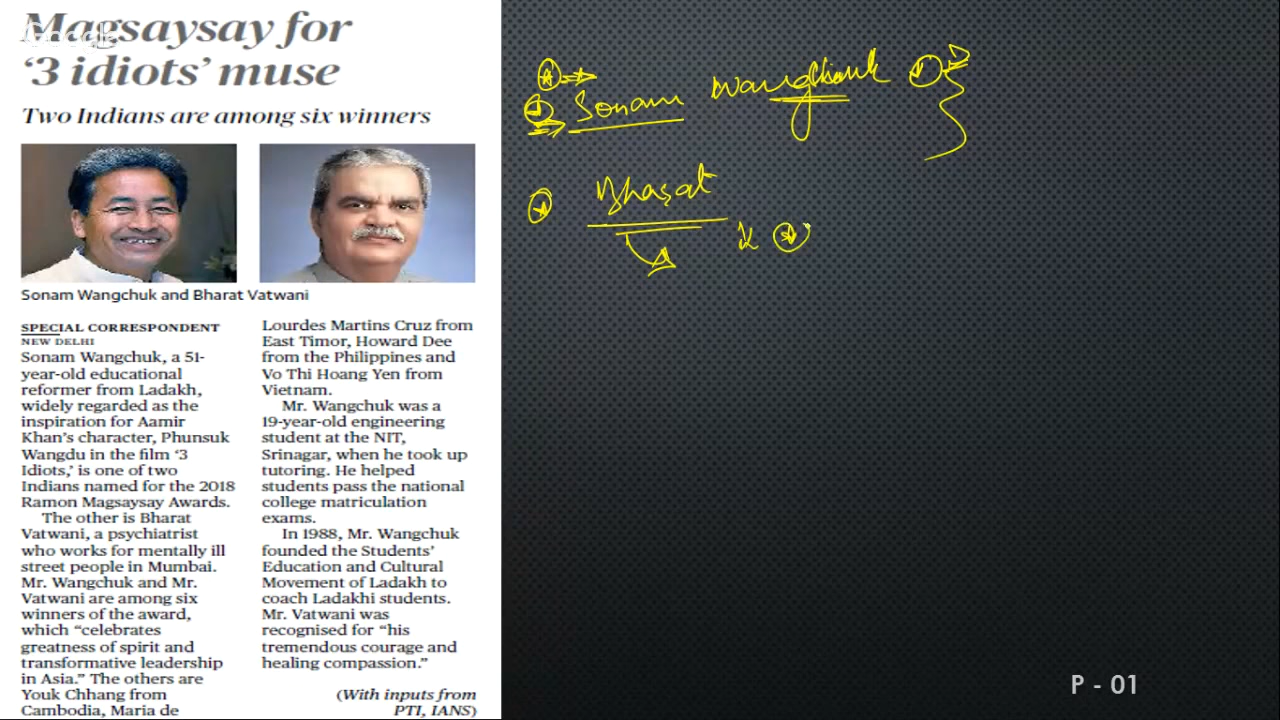 Google
Magsaysay for
‘3 idiots’ muse
Two Indians are among six winners
Sonam Wangchuk and Bharat Vatwani
SPECIAL CORRESPONDENT
NEW DELHI
Sonam Wangchuk, a 51-
year-old educational
reformer from Ladakh,
widely regarded as the
inspiration for Aamir
Khan’s character, Phunsuk
Wangdu in the film ‘3
Idiots,’ is one of two
Indians named for the 2018
Ramon Magsaysay Awards.
The other is Bharat
Vatwani, a psychiatrist
who works for mentally ill
street people in Mumbai.
Mr. Wangchuk and Mr.
Vatwani are among six
winners of the award,
which “celebrates
greatness of spirit and
transformative leadership
in Asia.” The others are
Youk Chhang from
Cambodia, Maria de
Lourdes Martins Cruz from
East Timor, Howard Dee
from the Philippines and
Vo Thi Hoang Yen from
Vietnam.
Mr. Wangchuk was a
19-year-old engineering
student at the NIT,
Srinagar, when he took up
tutoring. He helped
students pass the national
college matriculation
exams.
In 1988, Mr. Wangchuk
founded the Students’
Education and Cultural
Movement of Ladakh to
coach Ladakhi students.
Mr. Vatwani was
recognised for “his
tremendous courage and
healing compassion.”
(With inputs from
PTI, IANS)
Sonam Wangchuk
Bharat
P - 01